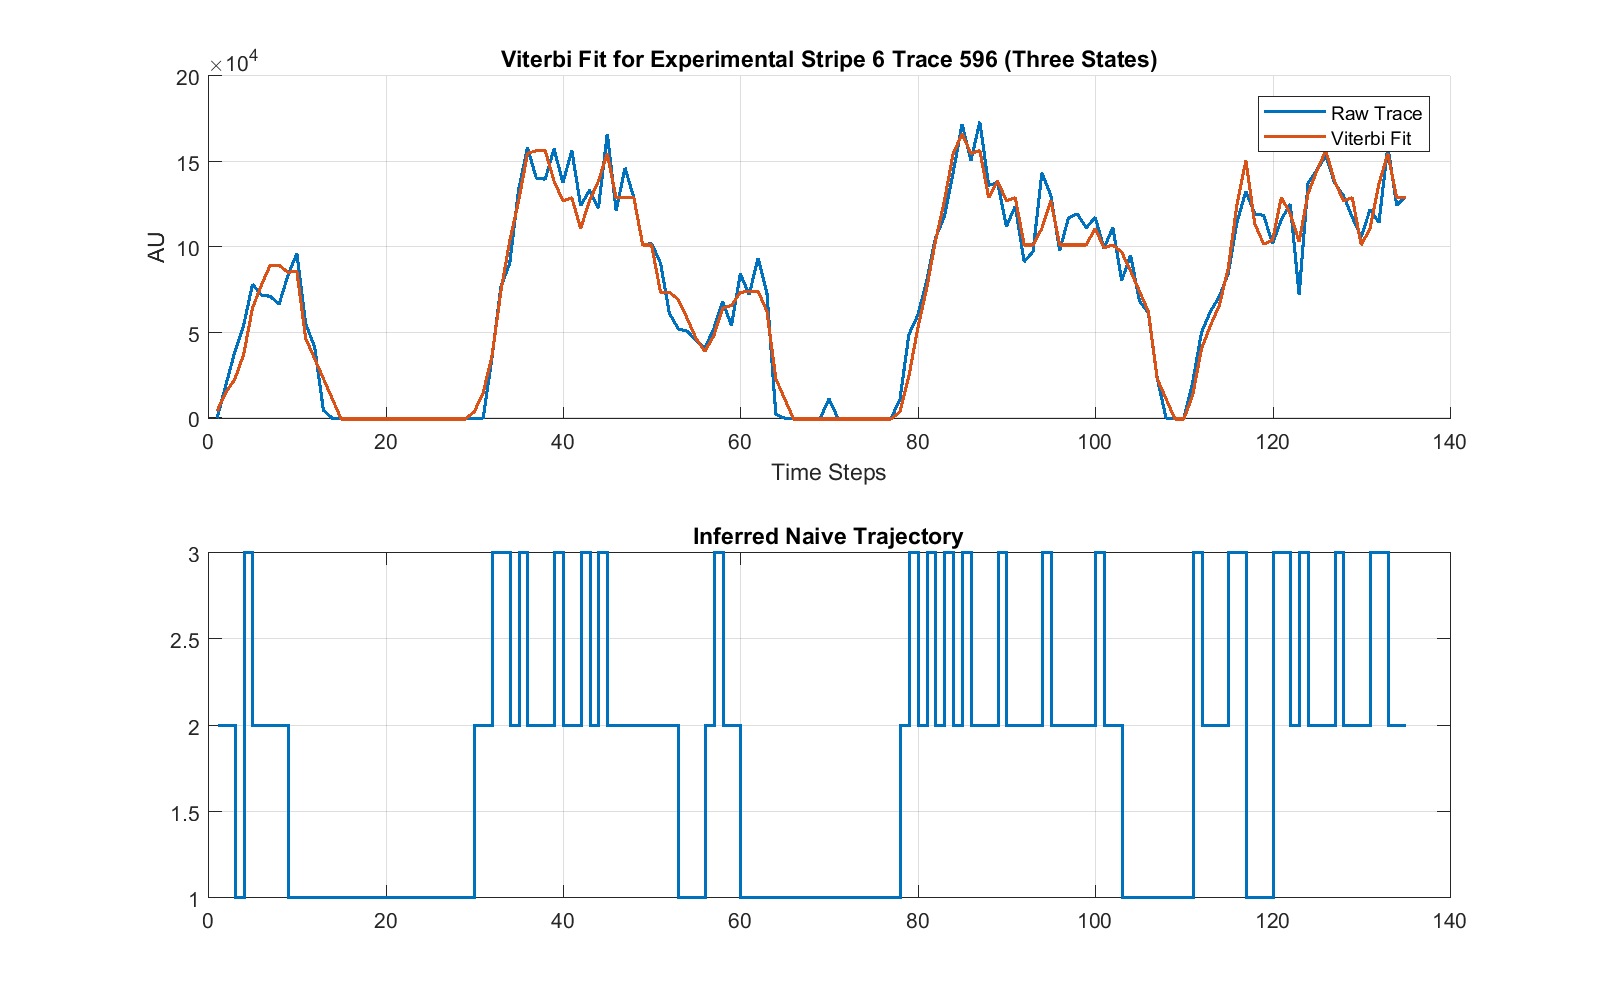 Viterbi Fit for Experimental Stripe 6 Trace 596 (Three States)
×10⁴
20
15
10
5
0
AU
Raw Trace
Viterbi Fit
0 20 40 60 80 100 120 140
Time Steps
Inferred Naive Trajectory
3
2.5
2
1.5
1
0 20 40 60 80 100 120 140